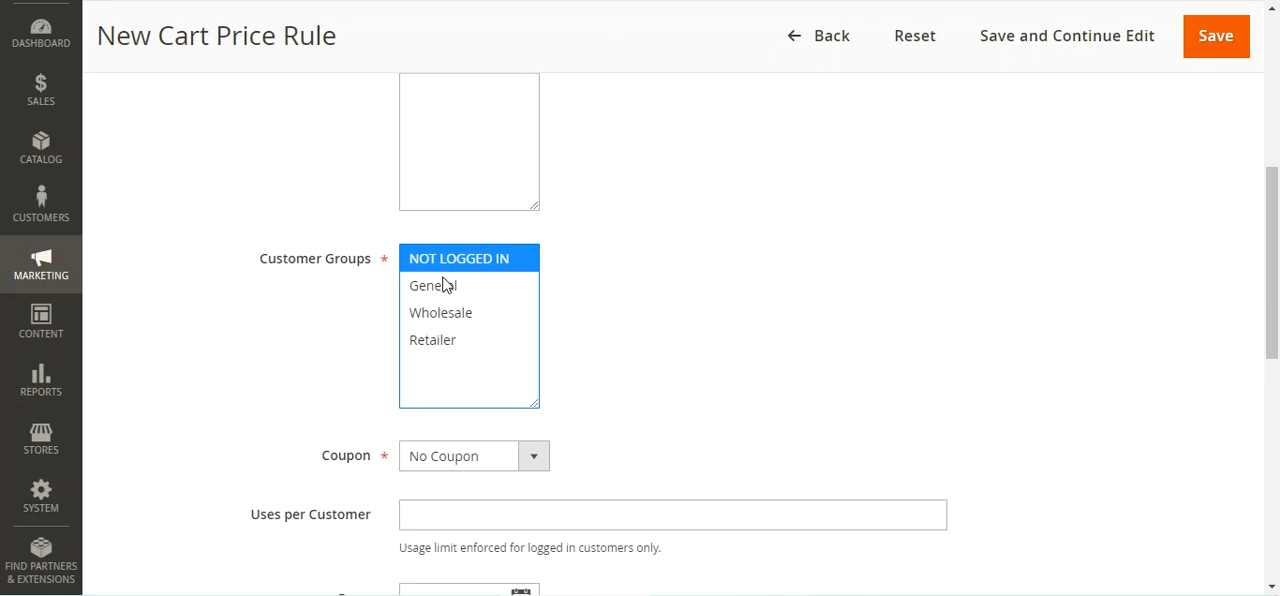 New Cart Price Rule
Back
Reset
Save and Continue Edit
Save
DASHBOARD
SALES
CATALOG
CUSTOMERS
MARKETING
CONTENT
REPORTS
STORES
SYSTEM
FIND PARTNERS
& EXTENSIONS
Customer Groups *
NOT LOGGED IN
General
Wholesale
Retailer
Coupon *
No Coupon
Uses per Customer
Usage limit enforced for logged in customers only.